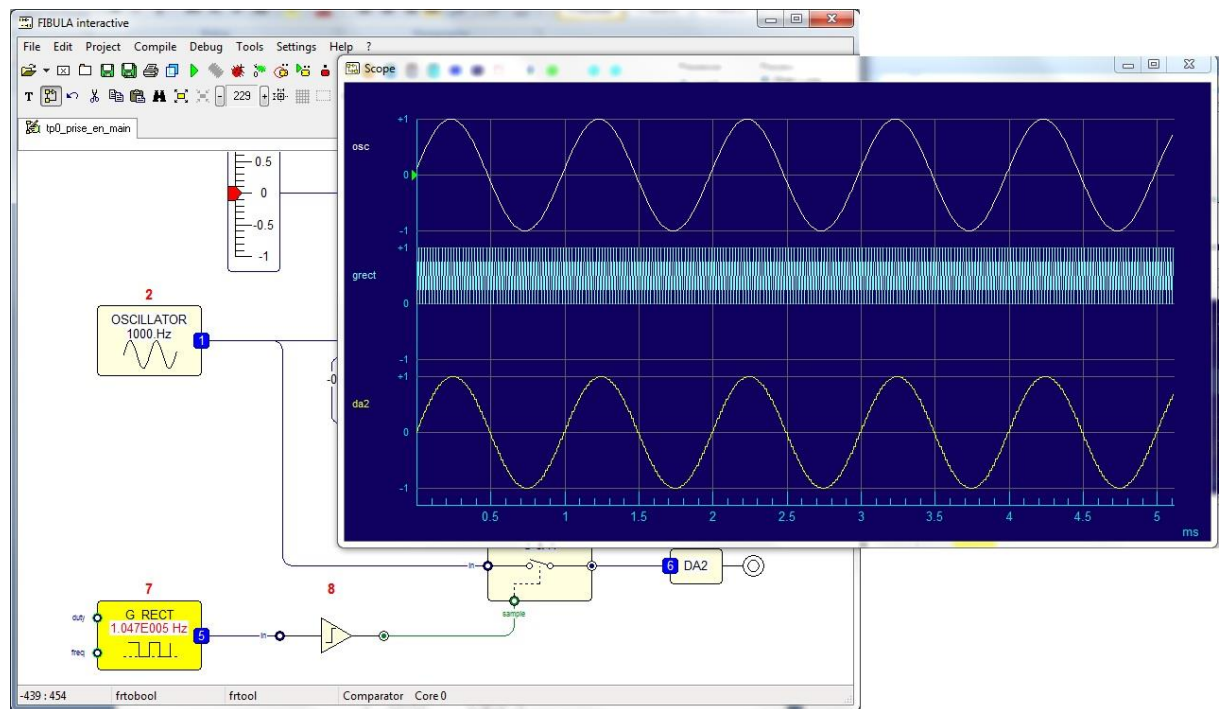 FIBULA interactive
File Edit Project Compile Debug Tools Settings Help ?
T 229
tp0_prise_en_main
0.5
0
-0.5
-1
2
OSCILLATOR
1000.Hz
1
Scope
osc
+1
0
-1
grect
+1
0
-1
da2
+1
0
-1
0.5 1 1.5 2 2.5 3 3.5 4 4.5 5
ms
in
6 DA2
sample
7
8
duty
G RECT
1.047E005 Hz
5
in
freq
-439 : 454 frtobool frtool Comparator Core 0